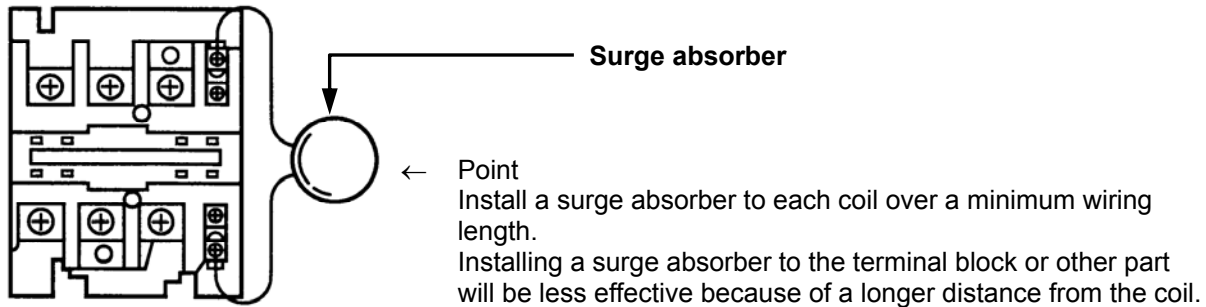 Surge absorber
← Point
Install a surge absorber to each coil over a minimum wiring
length.
Installing a surge absorber to the terminal block or other part
will be less effective because of a longer distance from the coil.